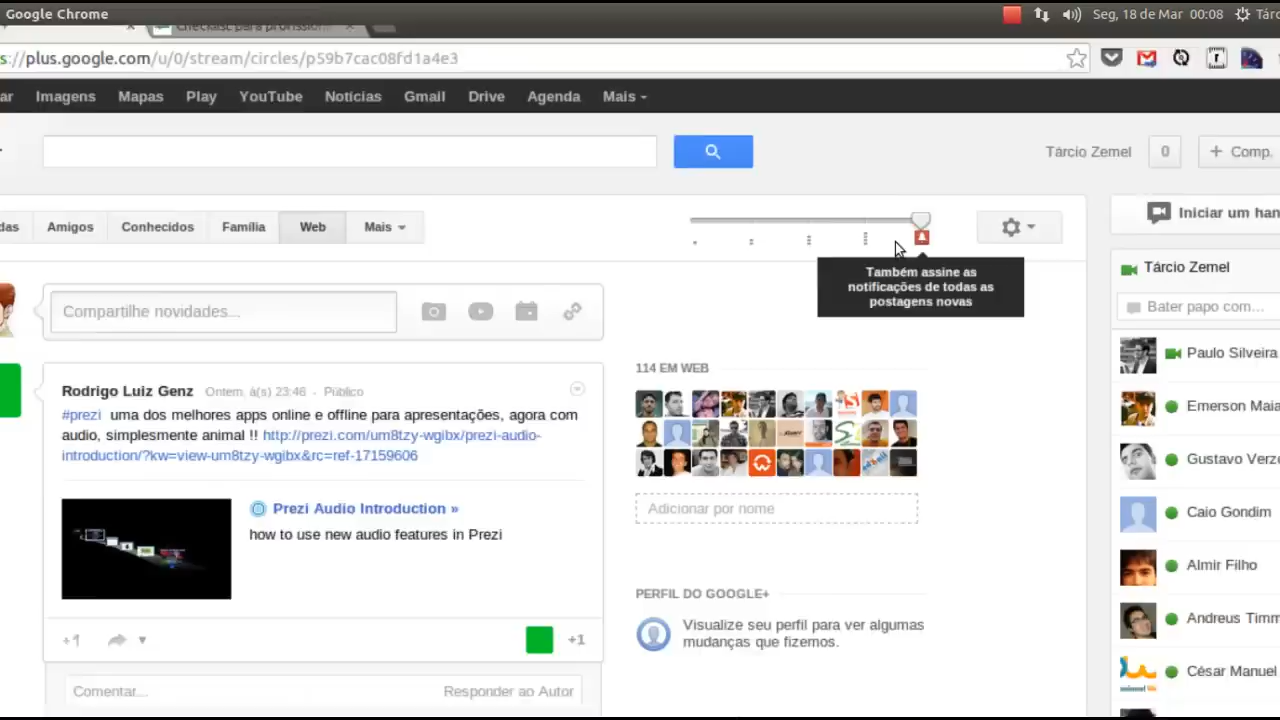 Google Chrome
Seg, 18 de Mar 00:08
Tárc
Checklist para profission...
s://plus.google.com/u/0/stream/circles/p59b7cac08fd1a4e3
ar Imagens Mapas Play YouTube Notícias Gmail Drive Agenda Mais
Tárcio Zemel 0 + Comp.
das Amigos Conhecidos Família Web Mais
Iniciar um han
Também assine as
notificações de todas as
postagens novas
Tárcio Zemel
Bater papo com...
Compartilhe novidades...
Rodrigo Luiz Genz Ontem, à(s) 23:46 - Público
#prezi uma dos melhores apps online e offline para apresentações, agora com
audio, simplesmente animal !! http://prezi.com/um8tzy-wgibx/prezi-audio-
introduction/?kw=view-um8tzy-wgibx&rc=ref-17159606
Prezi Audio Introduction »
how to use new audio features in Prezi
+1
+1
Comentar...
Responder ao Autor
114 EM WEB
Adicionar por nome
PERFIL DO GOOGLE+
Visualize seu perfil para ver algumas
mudanças que fizemos.
Paulo Silveira
Emerson Maia
Gustavo Verze
Caio Gondim
Almir Filho
Andreus Timm
César Manuel